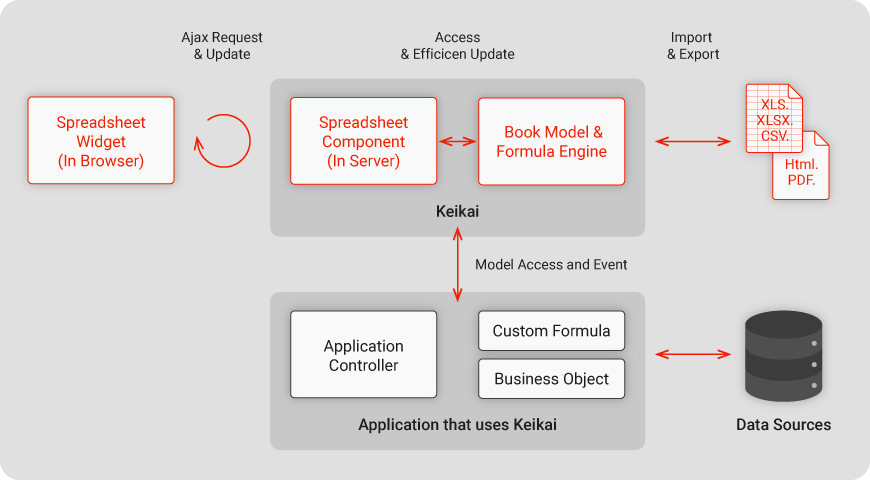 Ajax Request
& Update
Access
& Efficicen Update
Import
& Export
Spreadsheet
Widget
(In Browser)
Spreadsheet
Component
(In Server)
Book Model &
Formula Engine
XLS.
XLSX.
CSV.
Html.
PDF.
Keikai
Model Access and Event
Application
Controller
Custom Formula
Business Object
Application that uses Keikai
Data Sources